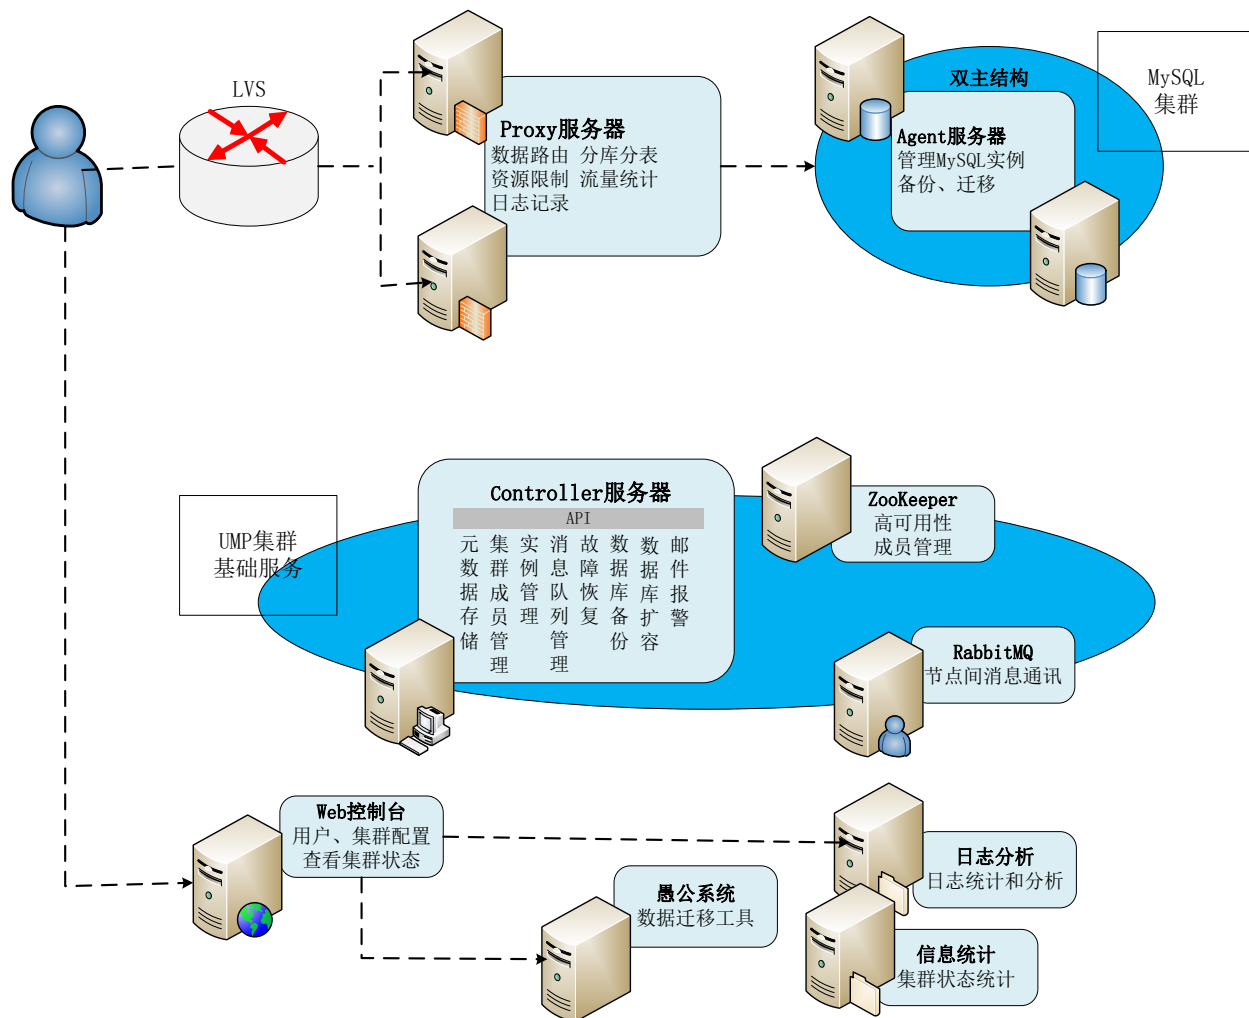 LVS
Proxy服务器
数据路由 分库分表
资源限制 流量统计
日志记录
双主结构
Agent服务器
管理MySQL实例
备份、迁移
MySQL
集群
UMP集群
基础服务
Controller服务器
API
元数据存储
集群成员管理
实例管理
消息队列管理
故障恢复
数据库备份
数据库扩容
邮件报警
ZooKeeper
高可用性
成员管理
RabbitMQ
节点间消息通讯
Web控制台
用户、集群配置
查看集群状态
愚公系统
数据迁移工具
日志分析
日志统计和分析
信息统计
集群状态统计